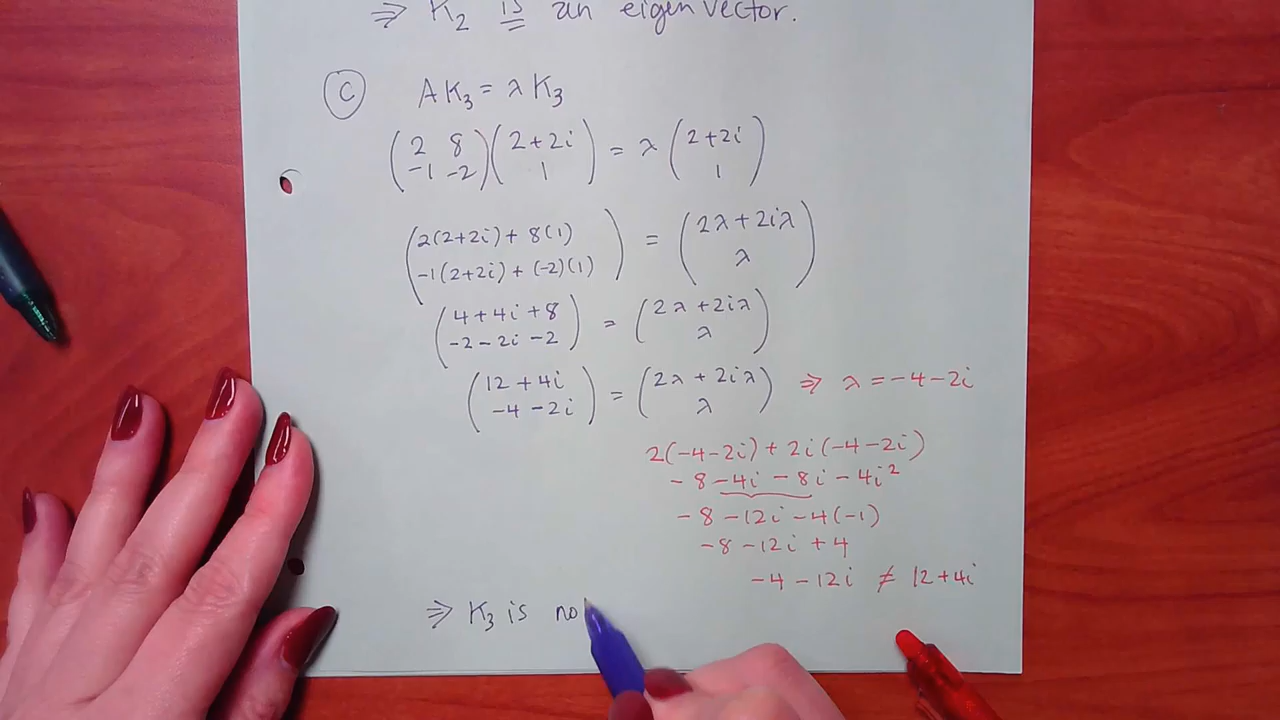 ⇒ K₂ is an eigenvector.
Ⓒ AK₃ = λK₃
(2 8 -1 -2)(2+2i 1) = λ(2+2i 1)
(2(2+2i) + 8(1) -1(2+2i) + (-2)(1)) = (2λ+2iλ λ)
(4+4i+8 -2-2i-2) = (2λ+2iλ λ)
(12+4i -4-2i) = (2λ+2iλ λ) ⇒ λ = -4-2i
2(-4-2i) + 2i(-4-2i)
-8-4i-8i-4i²
-8-12i-4(-1)
-8-12i+4
-4-12i ≠ 12+4i
⇒ K₃ is no